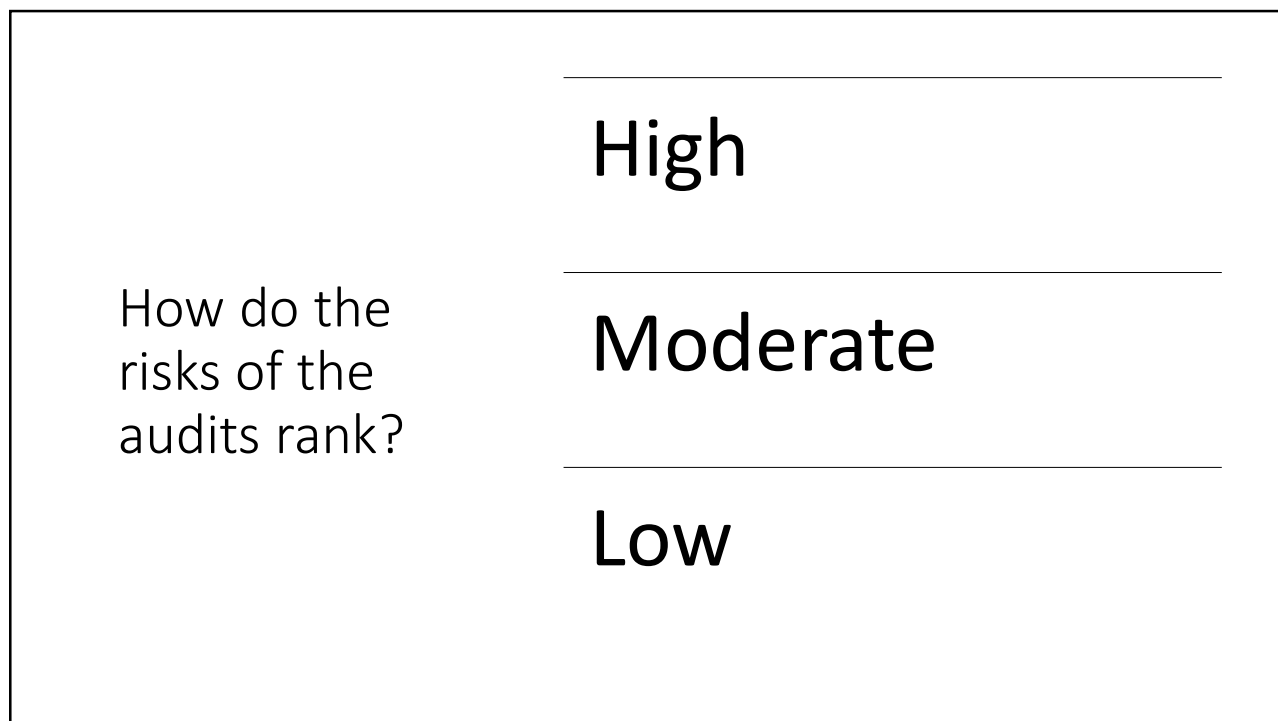 How do the
risks of the
audits rank?
High
Moderate
Low